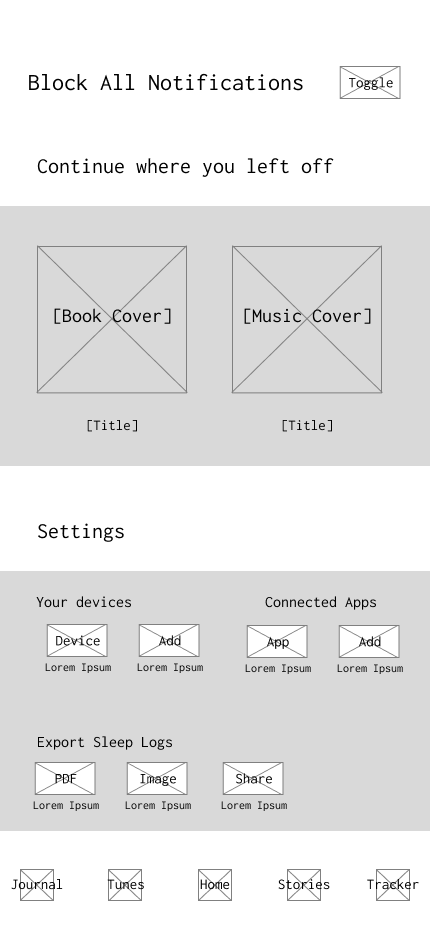 Block All Notifications
Toggle
Continue where you left off
[Book Cover]
[Music Cover]
[Title]
[Title]
Settings
Your devices
Connected Apps
Device
Add
App
Add
Lorem Ipsum
Lorem Ipsum
Lorem Ipsum
Lorem Ipsum
Export Sleep Logs
PDF
Image
Share
Lorem Ipsum
Lorem Ipsum
Lorem Ipsum
Journal
Tunes
Home
Stories
Tracker